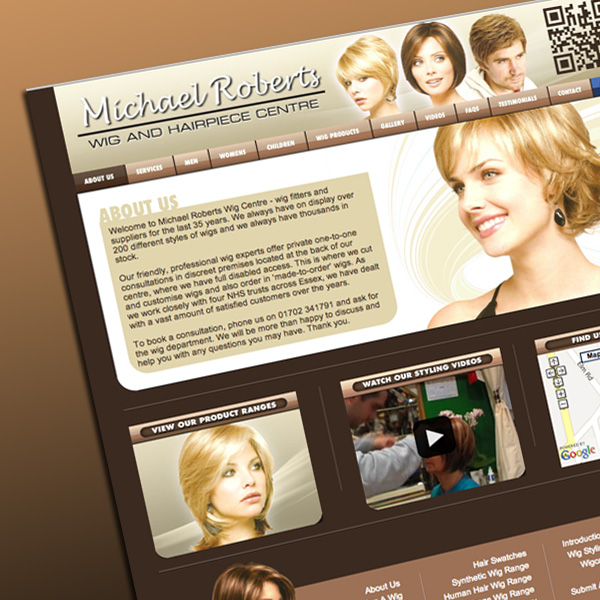 Michael Roberts
WIG AND HAIRPIECE CENTRE
ABOUT US SERVICES MEN WOMENS CHILDREN WIG PRODUCTS GALLERY VIDEOS FAQS TESTIMONIALS CONTACT
ABOUT US
Welcome to Michael Roberts Wig Centre - wig fitters and
suppliers for the last 35 years. We always have on display over
200 different styles of wigs and we always have thousands in
stock.
Our friendly, professional wig experts offer private one-to-one
consultations in discreet premises located at the back of our
centre, where we have full disabled access. This is where we cut
and customise wigs and also order in 'made-to-order' wigs. As
we work closely with four NHS trusts across Essex, we have dealt
with a vast amount of satisfied customers over the years.
To book a consultation, phone us on 01702 341791 and ask for
the wig department. We will be more than happy to discuss and
help you with any questions you may have. Thank you.
VIEW OUR PRODUCT RANGES
WATCH OUR STYLING VIDEOS
FIND US
Map
Elm Rd
POWERED BY
Google
About Us
A Wig
Hair Swatches
Synthetic Wig Range
Human Hair Wig Range
Wig Range
Introductio
Wig Styli
Wigco
Submit A